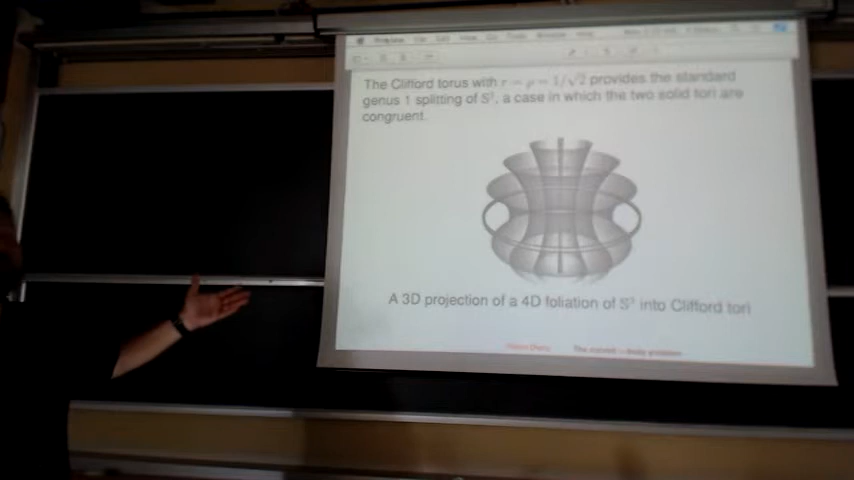 The Clifford torus with r = ρ = 1/√2 provides the standard
genus 1 splitting of S³, a case in which the two solid tori are
congruent.
A 3D projection of a 4D foliation of S³ into Clifford tori